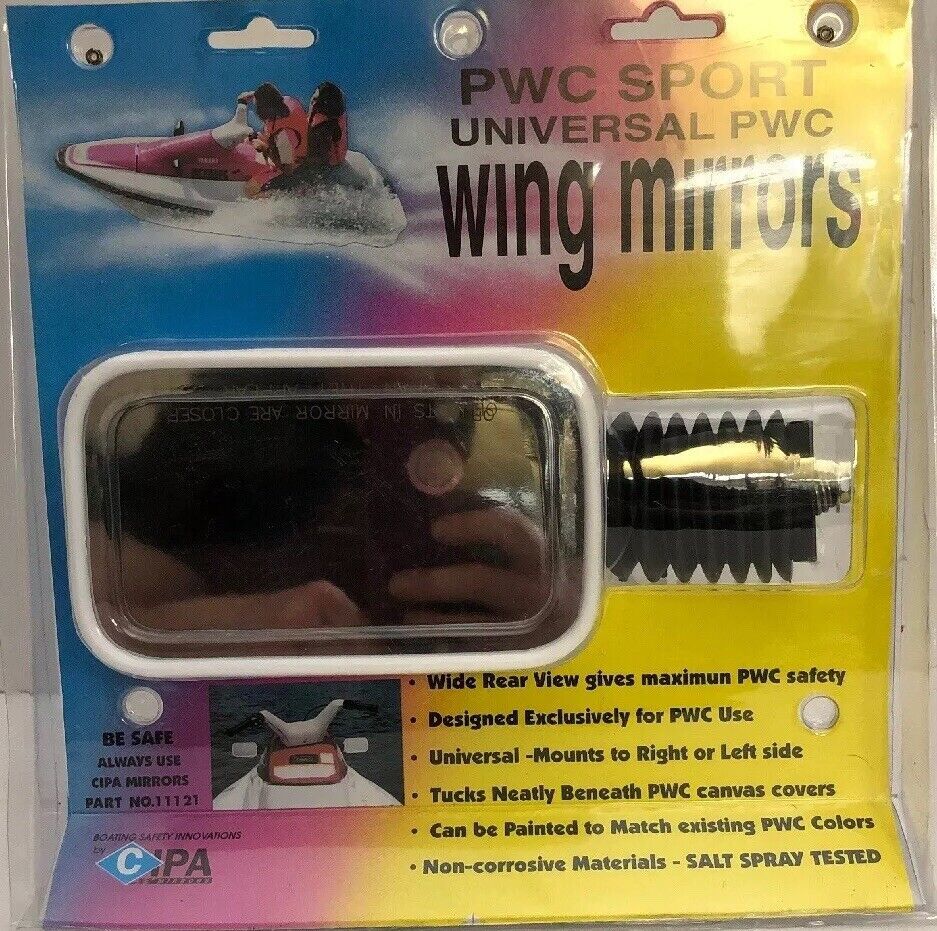 PWC SPORT
UNIVERSAL PWC
wing mirrors
YAMAHA
TS IN MIRROR ARE CLOSER
• Wide Rear View gives maximun PWC safety
• Designed Exclusively for PWC Use
• Universal -Mounts to Right or Left side
• Tucks Neatly Beneath PWC canvas covers
• Can be Painted to Match existing PWC Colors
• Non-corrosive Materials - SALT SPRAY TESTED
BE SAFE
ALWAYS USE
CIPA MIRRORS
PART NO.11121
BOATING SAFETY INNOVATIONS
by
CIPA
MIRRORS